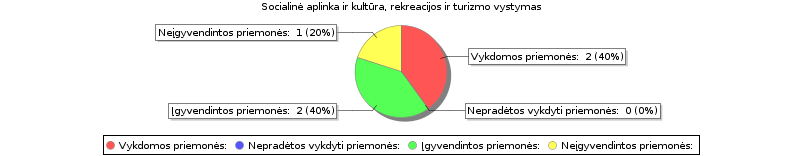 Socialinė aplinka ir kultūra, rekreacijos ir turizmo vystymas
Neįgyvendintos priemonės: 1 (20%)
Vykdomos priemonės: 2 (40%)
Įgyvendintos priemonės: 2 (40%)
Nepradėtos vykdyti priemonės: 0 (0%)
Vykdomos priemonės: Nepradėtos vykdyti priemonės: Įgyvendintos priemonės: Neįgyvendintos priemonės: